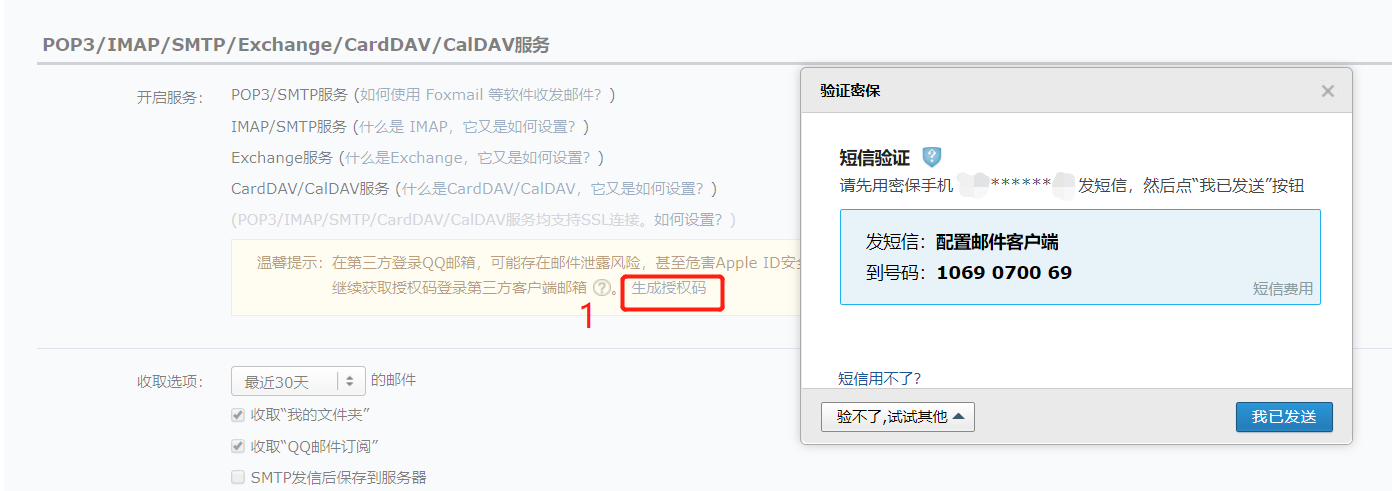 POP3/IMAP/SMTP/Exchange/CardDAV/CalDAV服务
开启服务：
POP3/SMTP服务 (如何使用 Foxmail 等软件收发邮件？)
IMAP/SMTP服务 (什么是 IMAP，它又是如何设置？)
Exchange服务 (什么是Exchange，它又是如何设置？)
CardDAV/CalDAV服务 (什么是CardDAV/CalDAV，它又是如何设置？)
(POP3/IMAP/SMTP/CardDAV/CalDAV服务均支持SSL连接。如何设置？)
温馨提示：在第三方登录QQ邮箱，可能存在邮件泄露风险，甚至危害Apple ID安全
继续获取授权码登录第三方客户端邮箱 ?。生成授权码
1
收取选项：
最近30天 的邮件
收取“我的文件夹”
收取“QQ邮件订阅”
SMTP发信后保存到服务器
验证密保
×
短信验证 ?
请先用密保手机 ****** 发短信，然后点“我已发送”按钮
发短信：配置邮件客户端
到号码：1069 0700 69
短信费用
短信用不了？
验不了,试试其他
我已发送